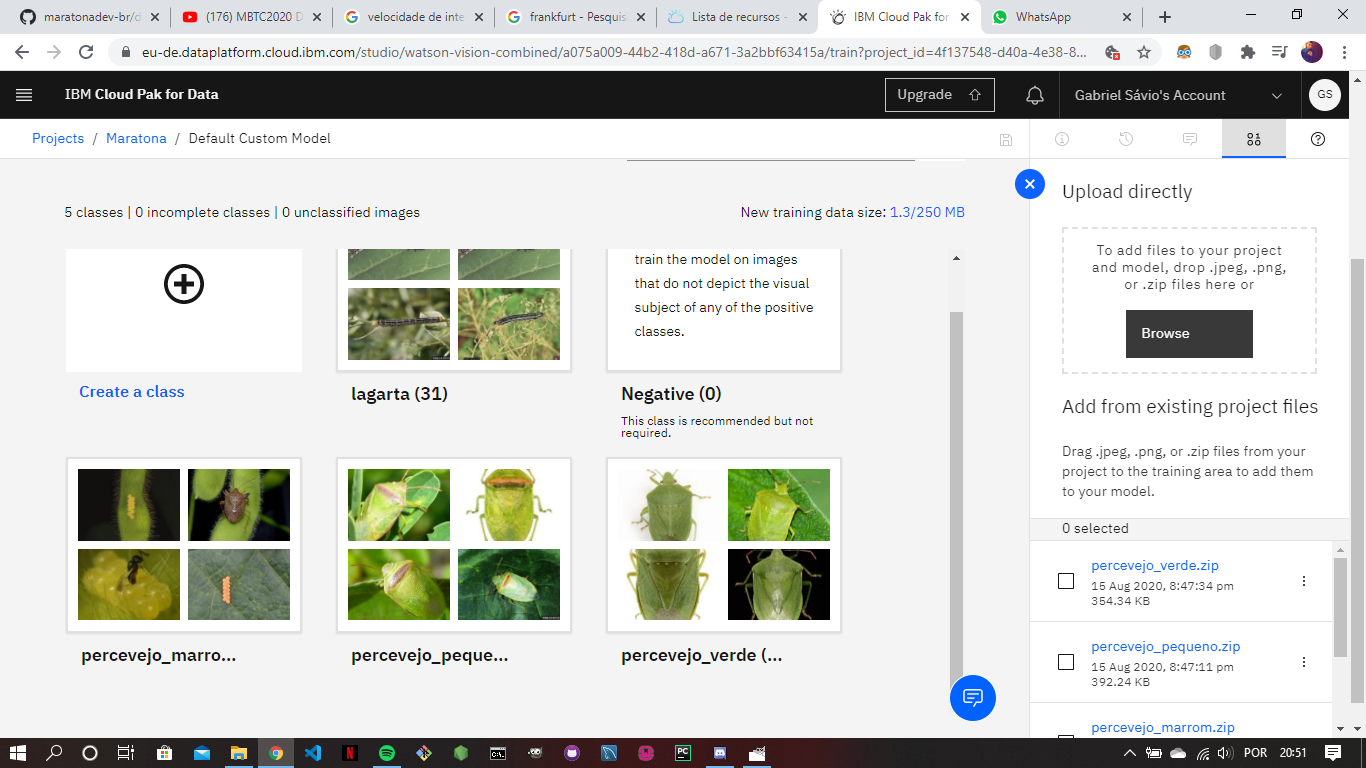 maratonadev-br/d
(176) MBTC2020 D
velocidade de inte
frankfurt - Pesquis
Lista de recursos -
IBM Cloud Pak for
WhatsApp
eu-de.dataplatform.cloud.ibm.com/studio/watson-vision-combined/a075a009-44b2-418d-a671-3a2bbf63415a/train?project_id=4f137548-d40a-4e38-8...
IBM Cloud Pak for Data
Upgrade
Gabriel Sávio's Account
GS
Projects / Maratona / Default Custom Model
5 classes | 0 incomplete classes | 0 unclassified images
New training data size: 1.3/250 MB
Create a class
lagarta (31)
train the model on images
that do not depict the visual
subject of any of the positive
classes.
Negative (0)
This class is recommended but not
required.
percevejo_marro...
percevejo_peque...
percevejo_verde (...
Upload directly
To add files to your project
and model, drop .jpeg, .png,
or .zip files here or
Browse
Add from existing project files
Drag .jpeg, .png, or .zip files from your
project to the training area to add them
to your model.
0 selected
percevejo_verde.zip
15 Aug 2020, 8:47:34 pm
354.34 KB
percevejo_pequeno.zip
15 Aug 2020, 8:47:11 pm
392.24 KB
percevejo_marrom.zip
POR
20:51